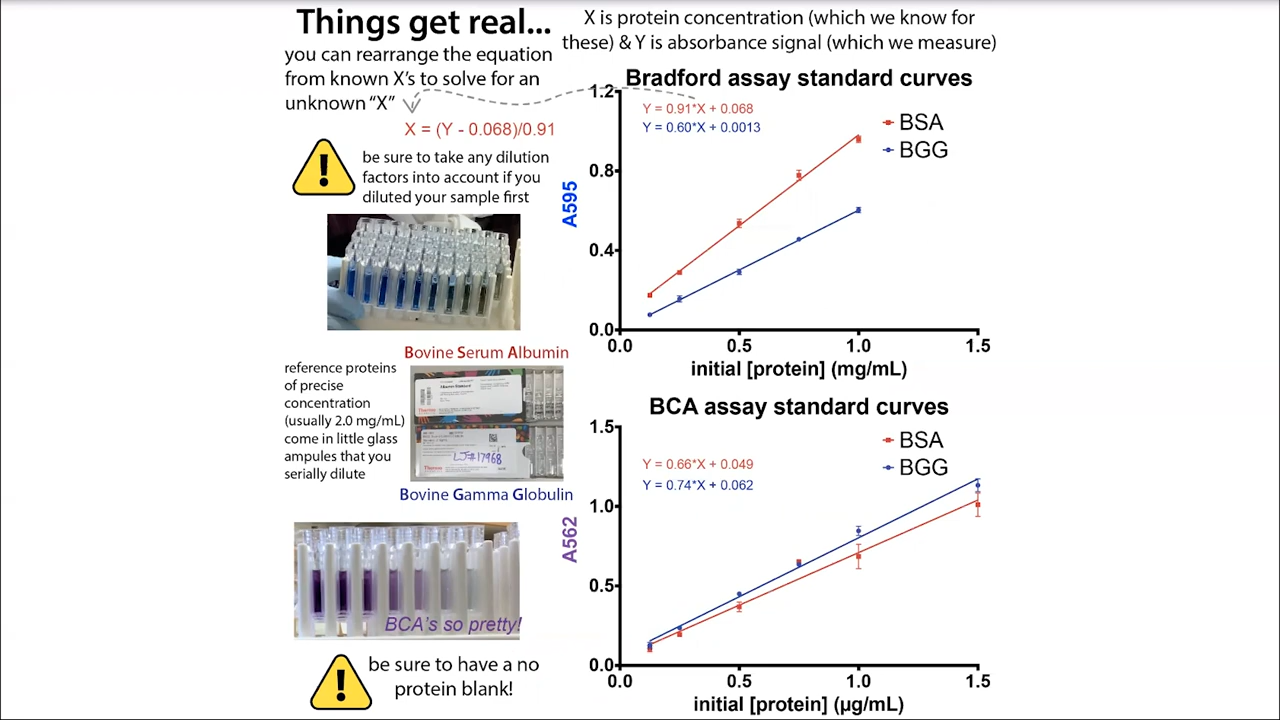 Things get real...
you can rearrange the equation
from known X's to solve for an
unknown “X”
X = (Y - 0.068)/0.91
!
be sure to take any dilution
factors into account if you
diluted your sample first
Bovine Serum Albumin
reference proteins
of precise
concentration
(usually 2.0 mg/mL)
come in little glass
ampules that you
serially dilute
LJ#17968
Bovine Gamma Globulin
BCA's so pretty!
!
be sure to have a no
protein blank!
X is protein concentration (which we know for
these) & Y is absorbance signal (which we measure)
Bradford assay standard curves
Y = 0.91*X + 0.068
Y = 0.60*X + 0.0013
BSA
BGG
A595
1.2
0.8
0.4
0.0
0.0 0.5 1.0 1.5
initial [protein] (mg/mL)
BCA assay standard curves
Y = 0.66*X + 0.049
Y = 0.74*X + 0.062
BSA
BGG
A562
1.5
1.0
0.5
0.0
0.0 0.5 1.0 1.5
initial [protein] (µg/mL)